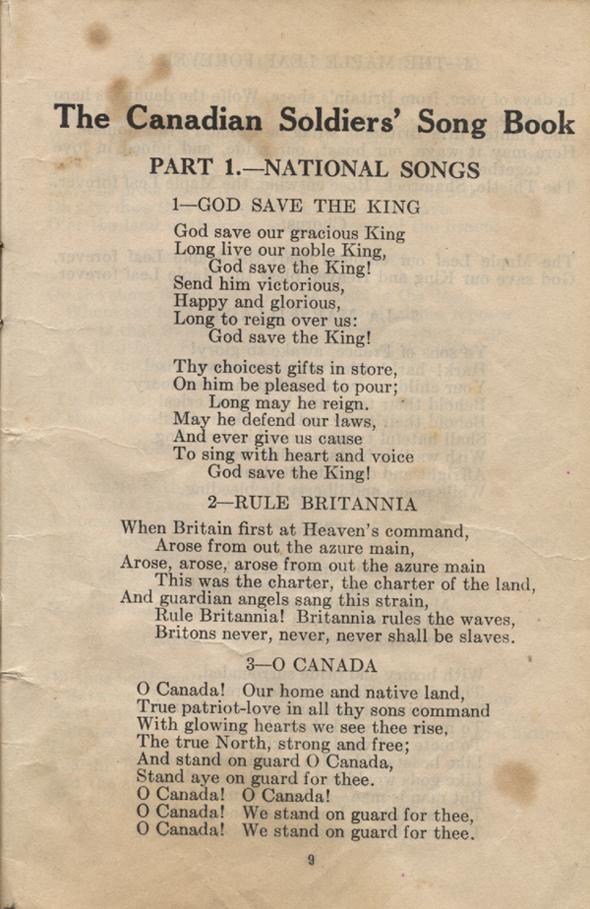 The Canadian Soldiers' Song Book
PART 1.—NATIONAL SONGS
1—GOD SAVE THE KING
God save our gracious King
Long live our noble King,
God save the King!
Send him victorious,
Happy and glorious,
Long to reign over us:
God save the King!
Thy choicest gifts in store,
On him be pleased to pour;
Long may he reign.
May he defend our laws,
And ever give us cause
To sing with heart and voice
God save the King!
2—RULE BRITANNIA
When Britain first at Heaven's command,
Arose from out the azure main,
Arose, arose, arose from out the azure main
This was the charter, the charter of the land,
And guardian angels sang this strain,
Rule Britannia! Britannia rules the waves,
Britons never, never, never shall be slaves.
3—O CANADA
O Canada! Our home and native land,
True patriot-love in all thy sons command
With glowing hearts we see thee rise,
The true North, strong and free;
And stand on guard O Canada,
Stand aye on guard for thee.
O Canada! O Canada!
O Canada! We stand on guard for thee,
O Canada! We stand on guard for thee.
9